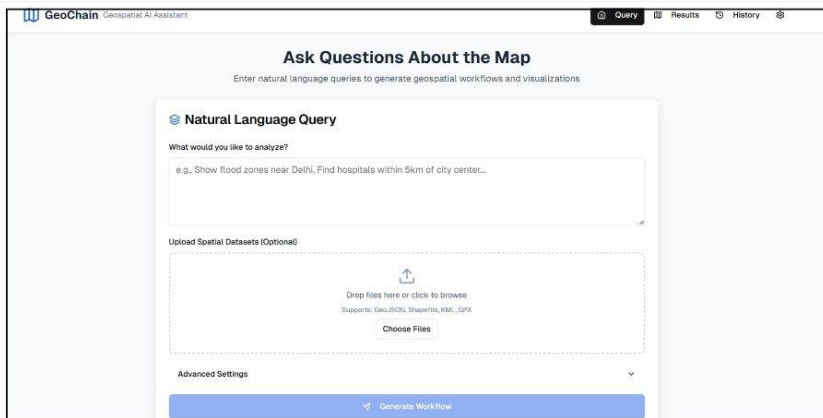 GeoChain Geospatial AI Assistant Query Results History
Ask Questions About the Map
Enter natural language queries to generate geospatial workflows and visualizations
Natural Language Query
What would you like to analyze?
e.g., Show flood zones near Delhi, Find hospitals within 5km of city center...
Upload Spatial Datasets (Optional)
Drop files here or click to browse
Supports: GeoJSON, Shapefile, KML, GPX
Choose Files
Advanced Settings
Generate Workflow